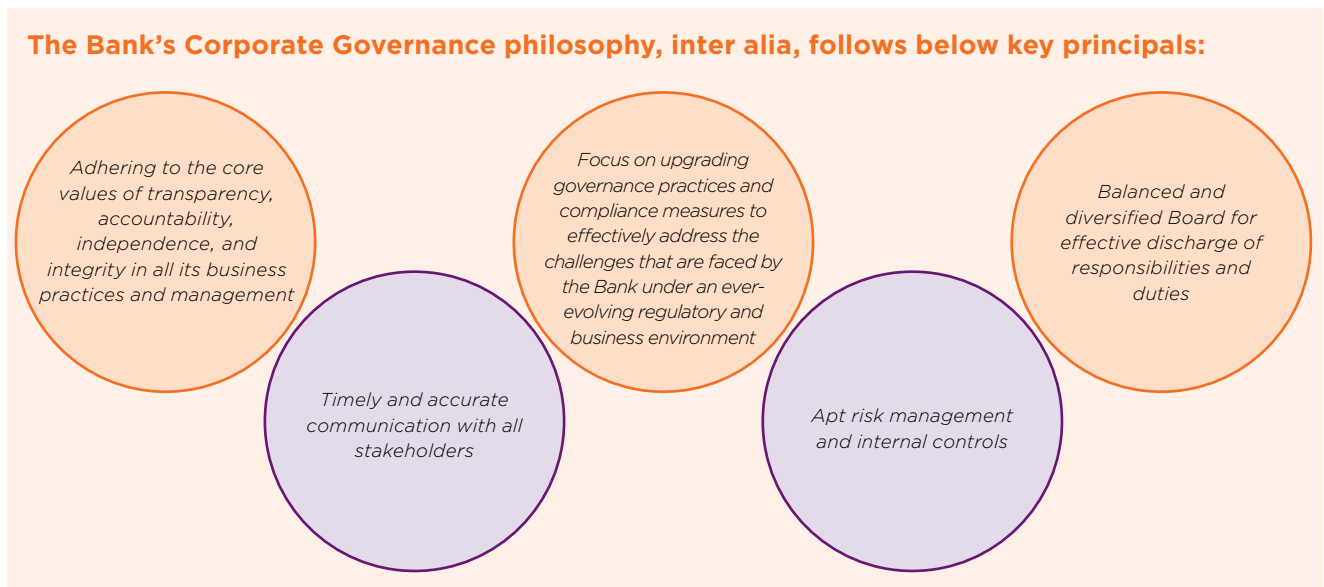 The Bank’s Corporate Governance philosophy, inter alia, follows below key principals:
Adhering to the core
values of transparency,
accountability,
independence, and
integrity in all its business
practices and management
Timely and accurate
communication with all
stakeholders
Focus on upgrading
governance practices and
compliance measures to
effectively address the
challenges that are faced by
the Bank under an ever-
evolving regulatory and
business environment
Apt risk management
and internal controls
Balanced and
diversified Board for
effective discharge of
responsibilities and
duties